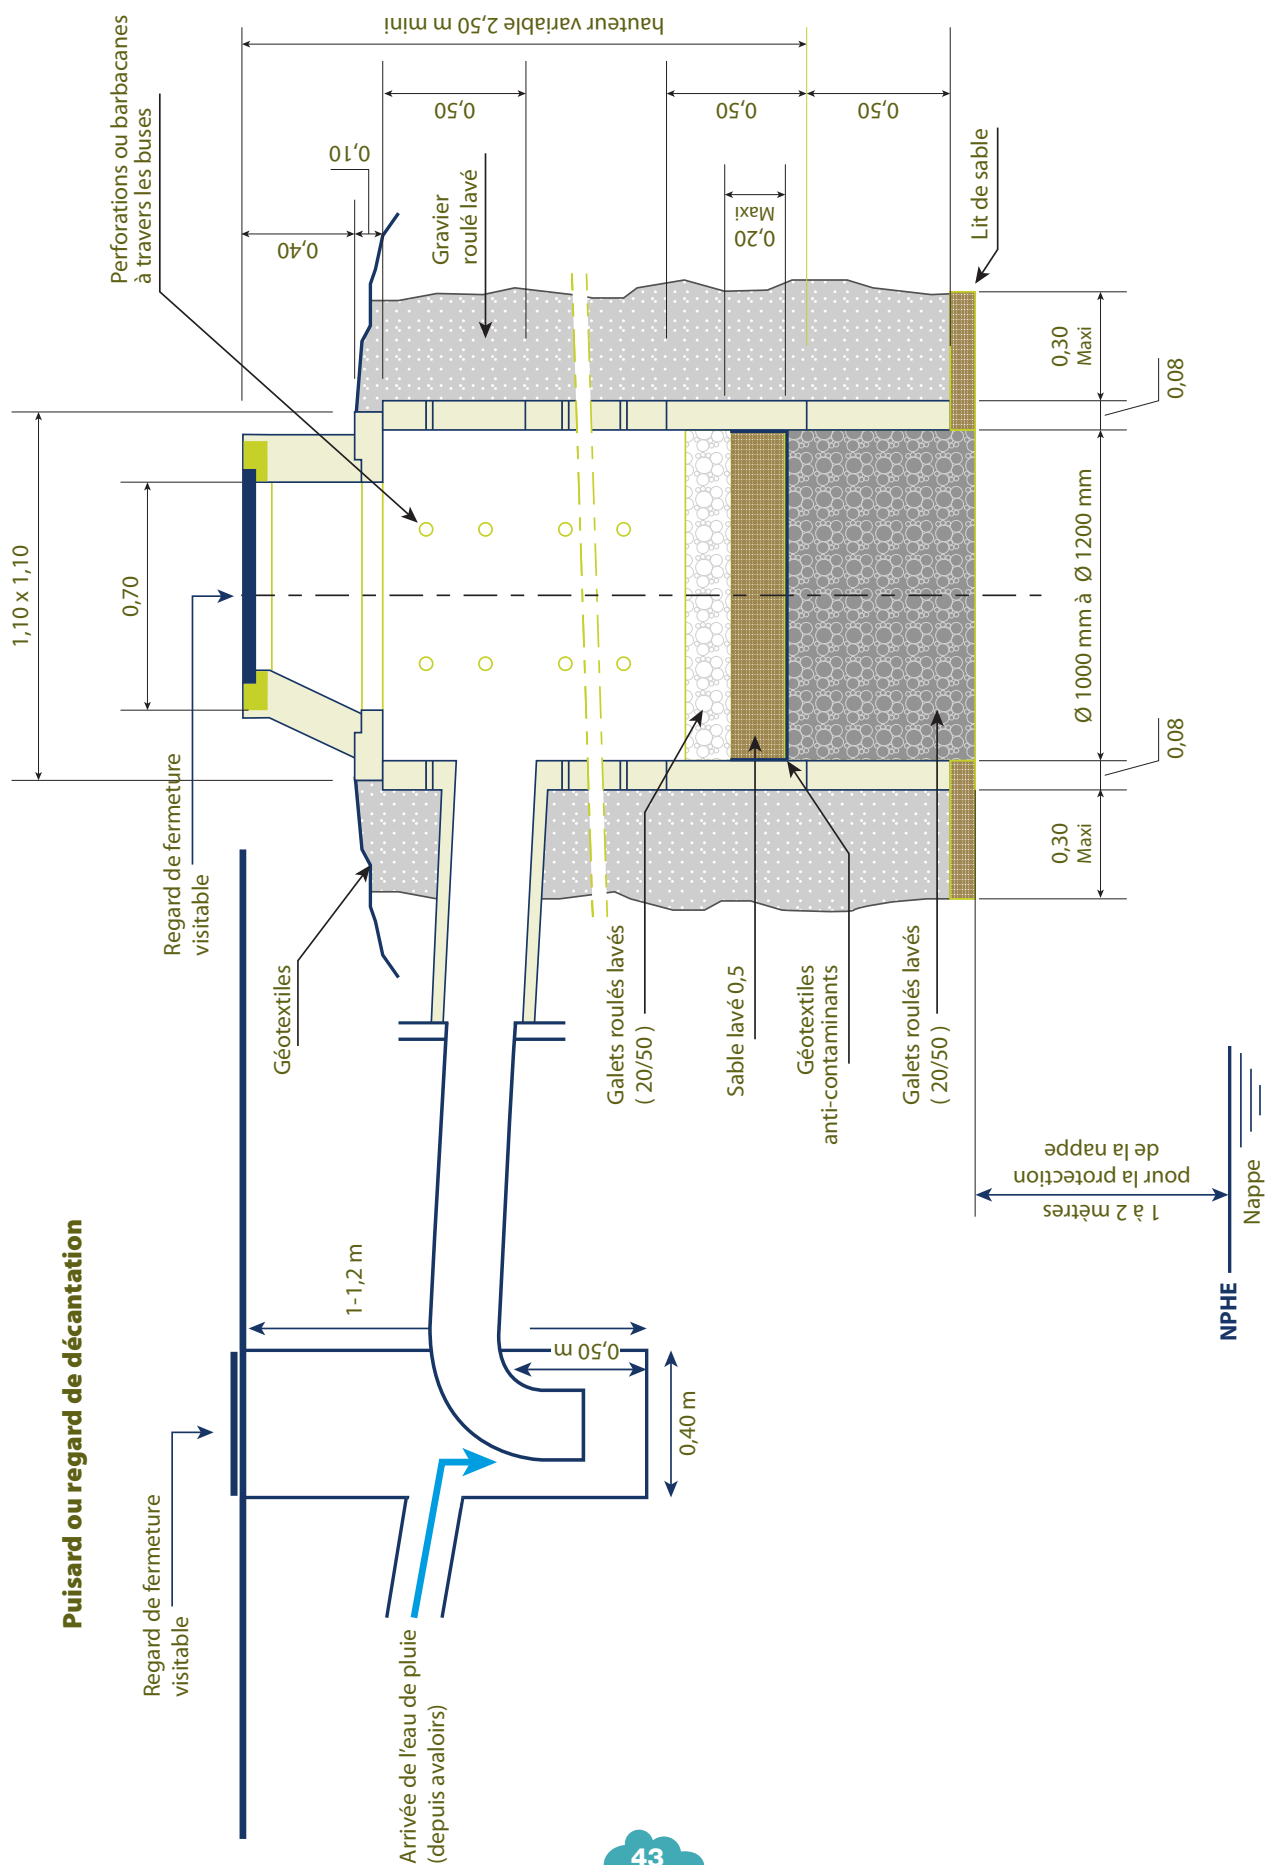 Puisard ou regard de décantation
Regard de fermeture
visitable
Arrivée de l'eau de pluie
(depuis avaloirs)
1-1,2 m
0,50 m
0,40 m
Regard de fermeture
visitable
Géotextiles
1,10 x 1,10
0,70
Perforations ou barbacanes
à travers les buses
hauteur variable 2,50 m mini
0,40
0,10
0,50
Gravier
roulé lavé
0,50
0,50
0,20
Maxi
Lit de sable
Galets roulés lavés
( 20/50 )
Sable lavé 0,5
Géotextiles
anti-contaminants
Galets roulés lavés
( 20/50 )
0,30
Maxi
0,08
Ø 1000 mm à Ø 1200 mm
0,08
0,30
Maxi
1 à 2 mètres
pour la protection
de la nappe
NPHE
Nappe
43